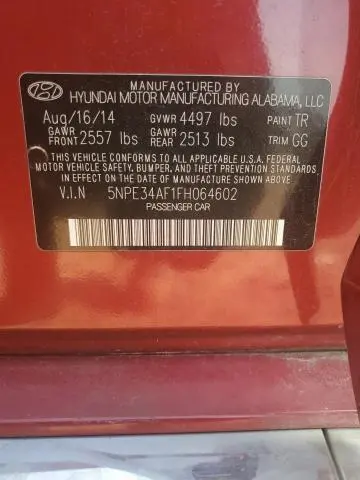 MANUFACTURED BY
HYUNDAI MOTOR MANUFACTURING ALABAMA, LLC
Aug/16/14 GVWR 4497 lbs PAINT TR
GAWR FRONT 2557 lbs GAWR REAR 2513 lbs TRIM GG
THIS VEHICLE CONFORMS TO ALL APPLICABLE U.S.A. FEDERAL
MOTOR VEHICLE SAFETY, BUMPER, AND THEFT PREVENTION STANDARDS
IN EFFECT ON THE DATE OF MANUFACTURE SHOWN ABOVE.
V.I.N 5NPE34AF1FH064602
PASSENGER CAR